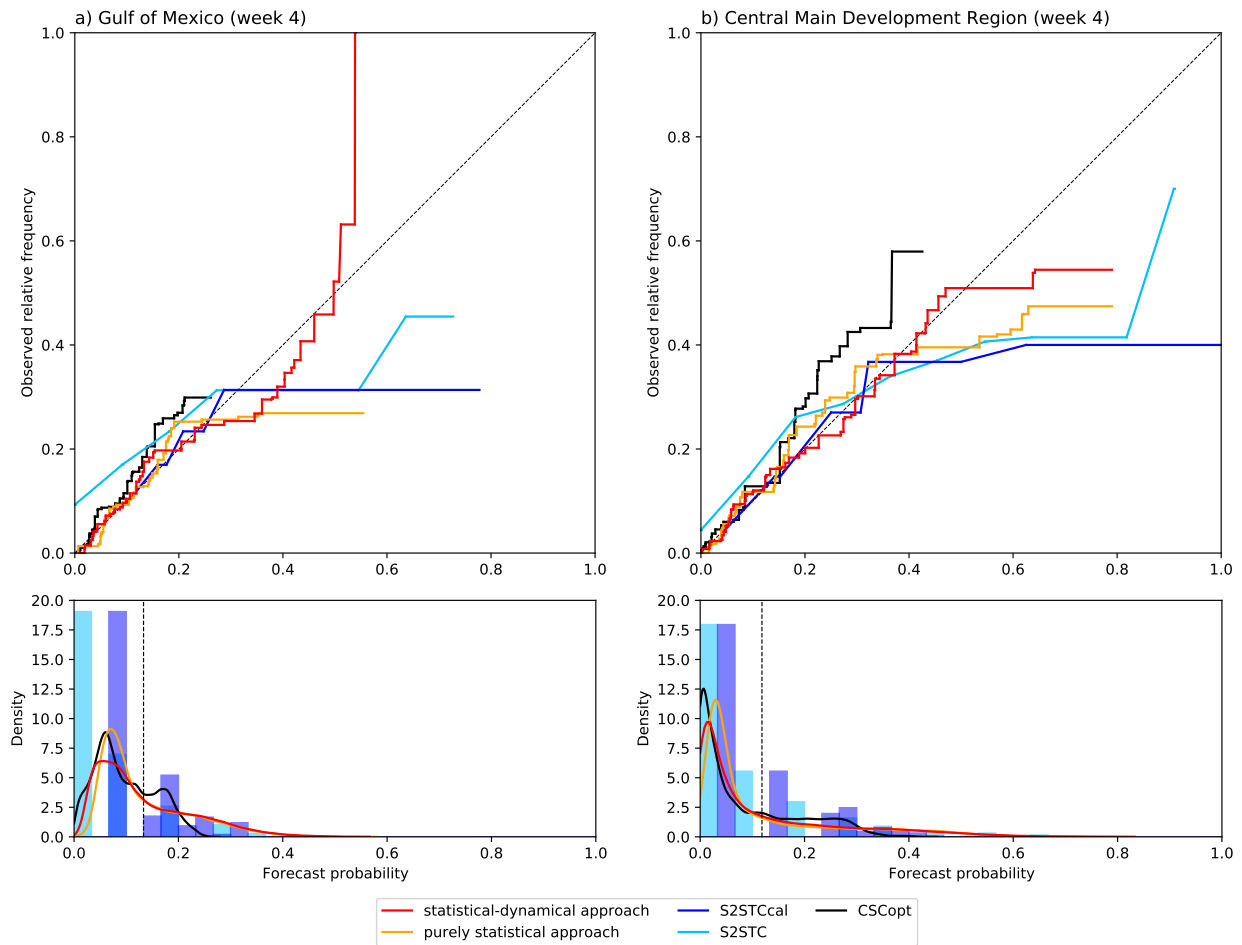 a) Gulf of Mexico (week 4)
b) Central Main Development Region (week 4)
1.0
0.8
0.6
0.4
0.2
0.0
Observed relative frequency
0.0 0.2 0.4 0.6 0.8 1.0
1.0
0.8
0.6
0.4
0.2
0.0
Observed relative frequency
0.0 0.2 0.4 0.6 0.8 1.0
20.0
17.5
15.0
12.5
10.0
7.5
5.0
2.5
0.0
Density
0.0 0.2 0.4 0.6 0.8 1.0
Forecast probability
20.0
17.5
15.0
12.5
10.0
7.5
5.0
2.5
0.0
Density
0.0 0.2 0.4 0.6 0.8 1.0
Forecast probability
statistical-dynamical approach
purely statistical approach
S2STCcal
S2STC
CSCopt